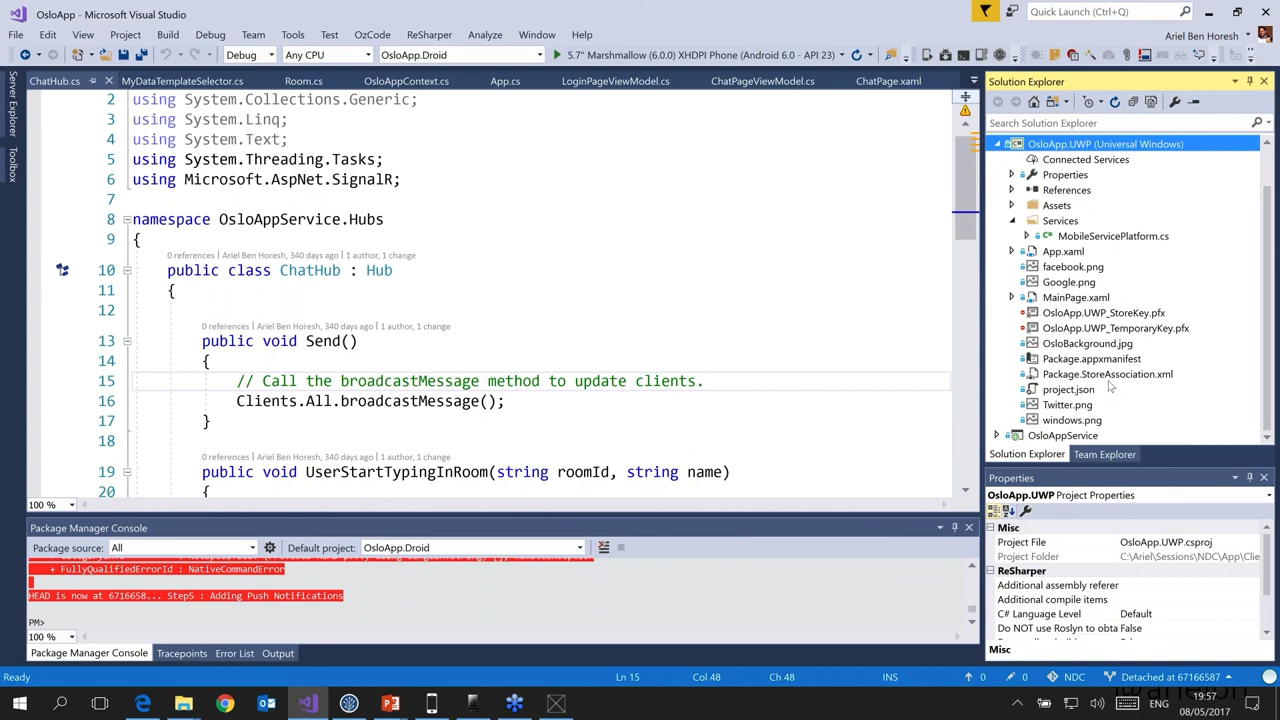 OsloApp - Microsoft Visual Studio
Quick Launch (Ctrl+Q)
File Edit View Project Build Debug Team Tools Test OzCode ReSharper Analyze Window Help
Ariel Ben Horesh
Debug Any CPU OsloApp.Droid 5.7" Marshmallow (6.0.0) XHDPI Phone (Android 6.0 - API 23)
Server Explorer
Toolbox
ChatHub.cs MyDataTemplateSelector.cs Room.cs OsloAppContext.cs App.cs LoginPageViewModel.cs ChatPageViewModel.cs ChatPage.xaml
2 using System.Collections.Generic;
3 using System.Linq;
4 using System.Text;
5 using System.Threading.Tasks;
6 using Microsoft.AspNet.SignalR;
7
8 namespace OsloAppService.Hubs
9 {
0 references | Ariel Ben Horesh, 340 days ago | 1 author, 1 change
10 public class ChatHub : Hub
11 {
12
0 references | Ariel Ben Horesh, 340 days ago | 1 author, 1 change
13 public void Send()
14 {
15 // Call the broadcastMessage method to update clients.
16 Clients.All.broadcastMessage();
17 }
18
0 references | Ariel Ben Horesh, 340 days ago | 1 author, 1 change
19 public void UserStartTypingInRoom(string roomId, string name)
20 {
100 %
Package Manager Console
Package source: All Default project: OsloApp.Droid
+ FullyQualifiedErrorId : NativeCommandError
HEAD is now at 6716658... Step5 : Adding Push Notifications
PM>
100 %
Package Manager Console Tracepoints Error List Output
Solution Explorer
Search Solution Explorer
OsloApp.UWP (Universal Windows)
Connected Services
Properties
References
Assets
Services
MobileServicePlatform.cs
App.xaml
facebook.png
Google.png
MainPage.xaml
OsloApp.UWP_StoreKey.pfx
OsloApp.UWP_TemporaryKey.pfx
OsloBackground.jpg
Package.appxmanifest
Package.StoreAssociation.xml
project.json
Twitter.png
windows.png
OsloAppService
Solution Explorer Team Explorer
Properties
OsloApp.UWP Project Properties
Misc
Project File OsloApp.UWP.csproj
Project Folder C:\Ariel\Sessions\NDC\App\Clie
ReSharper
Additional assembly referer
Additional compile items
C# Language Level Default
Do NOT use Roslyn to obta False
Misc
Ready Ln 15 Col 48 Ch 48 INS 0 0 NDC Detached at 67166587
ENG 19:57
08/05/2017